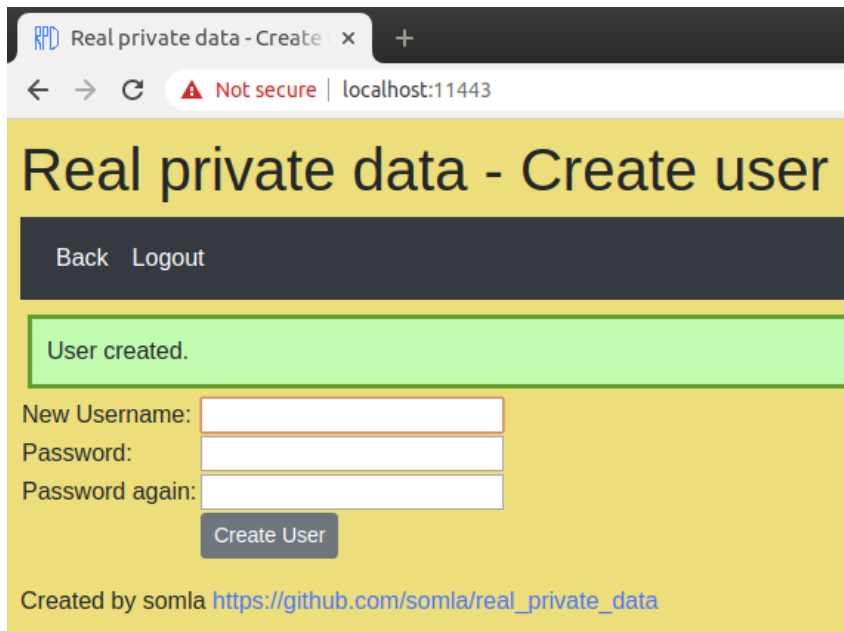 RPD Real private data - Create
Not secure | localhost:11443
Real private data - Create user
Back Logout
User created.
New Username:
Password:
Password again:
Create User
Created by somla https://github.com/somla/real_private_data